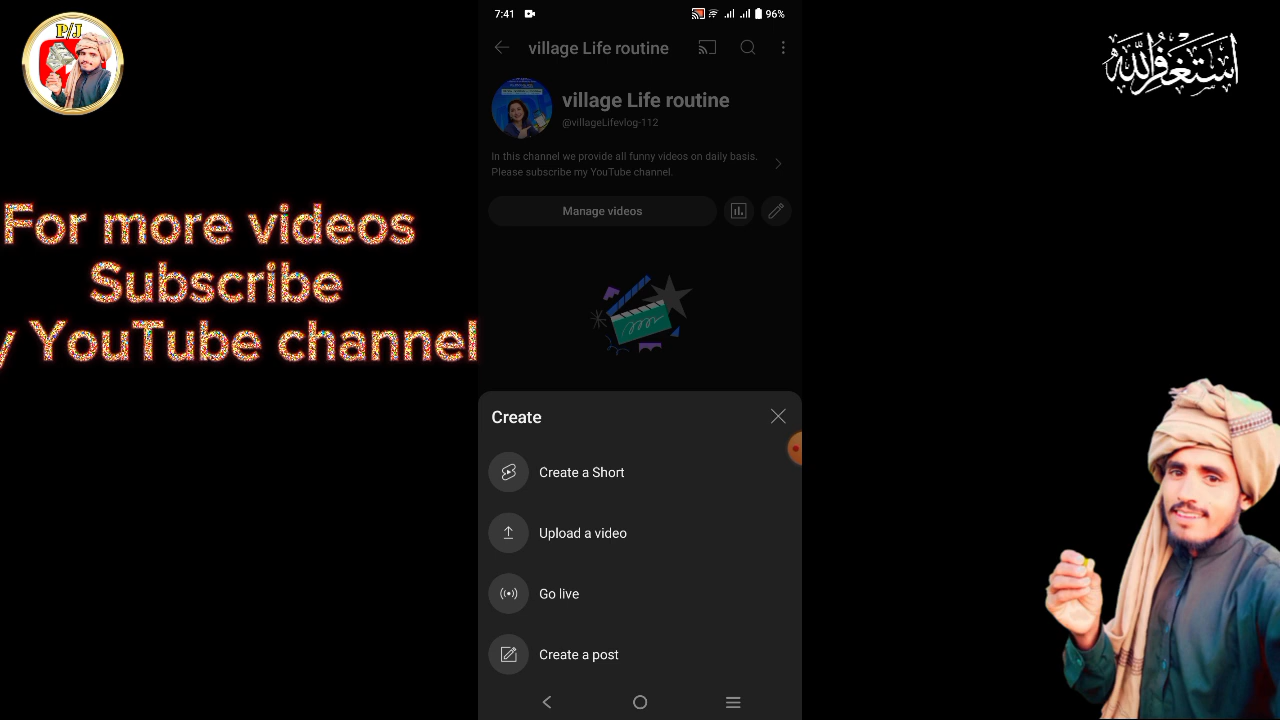 P/J
أستغفر الله
For more videos
Subscribe
y YouTube channel
7:41
96%
village Life routine
village Life routine
@villageLifevlog-112
In this channel we provide all funny videos on daily basis.
Please subscribe my YouTube channel.
Manage videos
Create
Create a Short
Upload a video
Go live
Create a post